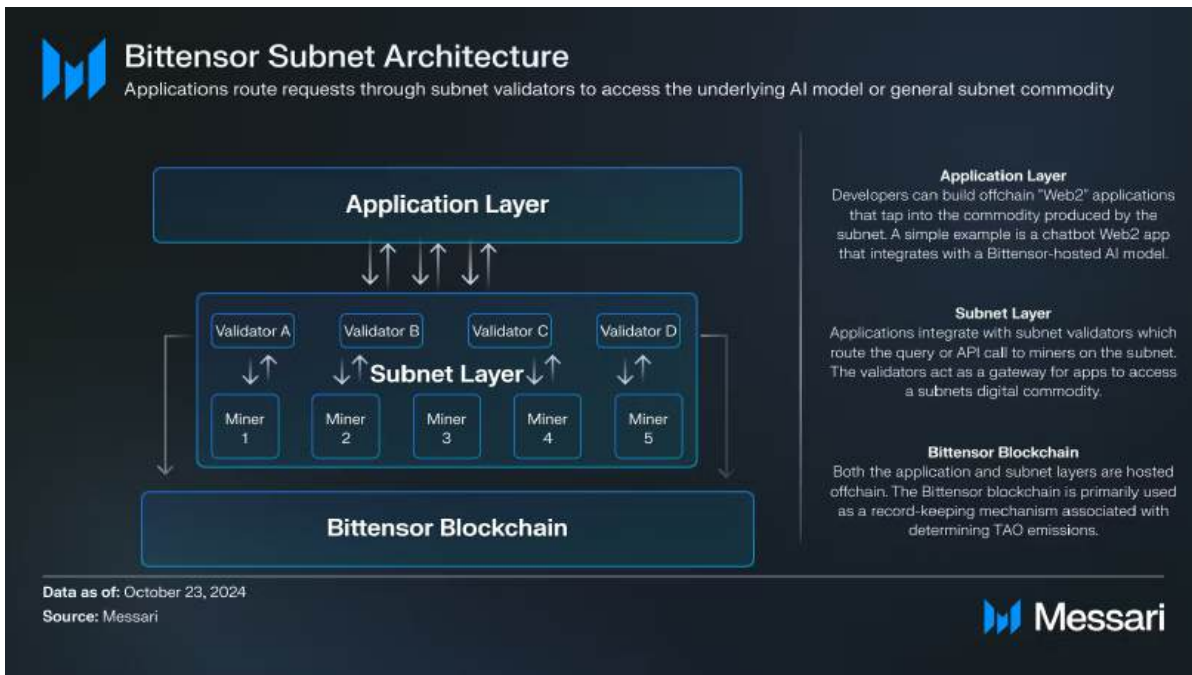 Bittensor Subnet Architecture
Applications route requests through subnet validators to access the underlying AI model or general subnet commodity
Application Layer
Validator A
Validator B
Validator C
Validator D
Subnet Layer
Miner
1
Miner
2
Miner
3
Miner
4
Miner
5
Bittensor Blockchain
Application Layer
Developers can build offchain "Web2" applications
that tap into the commodity produced by the
subnet. A simple example is a chatbot Web2 app
that integrates with a Bittensor-hosted AI model.
Subnet Layer
Applications integrate with subnet validators which
route the query or API call to miners on the subnet.
The validators act as a gateway for apps to access
a subnets digital commodity.
Bittensor Blockchain
Both the application and subnet layers are hosted
offchain. The Bittensor blockchain is primarily used
as a record-keeping mechanism associated with
determining TAO emissions.
Data as of: October 23, 2024
Source: Messari
Messari